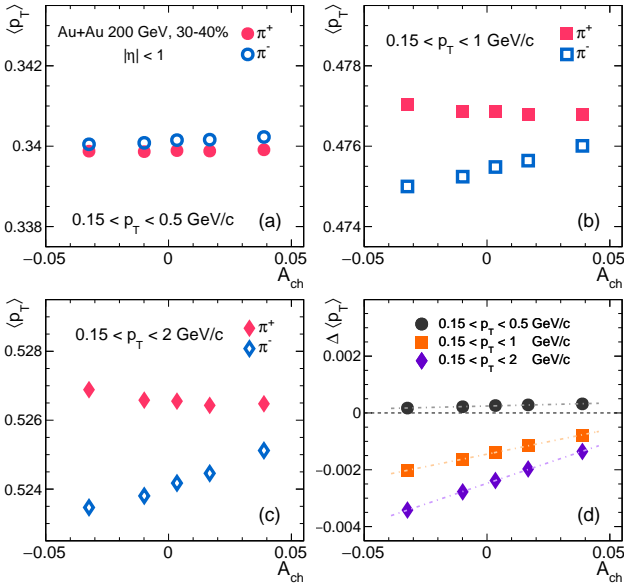 ⟨p_T⟩
Au+Au 200 GeV, 30-40%
|η| < 1
π⁺
π⁻
0.342
0.34
0.338
0.15 < p_T < 0.5 GeV/c
(a)
−0.05 0 0.05
A_ch
⟨p_T⟩
0.15 < p_T < 1 GeV/c
π⁺
π⁻
0.478
0.476
0.474
(b)
−0.05 0 0.05
A_ch
⟨p_T⟩
0.15 < p_T < 2 GeV/c
π⁺
π⁻
0.528
0.526
0.524
(c)
−0.05 0 0.05
A_ch
Δ ⟨p_T⟩
0.15 < p_T < 0.5 GeV/c
0.15 < p_T < 1 GeV/c
0.15 < p_T < 2 GeV/c
0.002
0
−0.002
−0.004
(d)
−0.05 0 0.05
A_ch